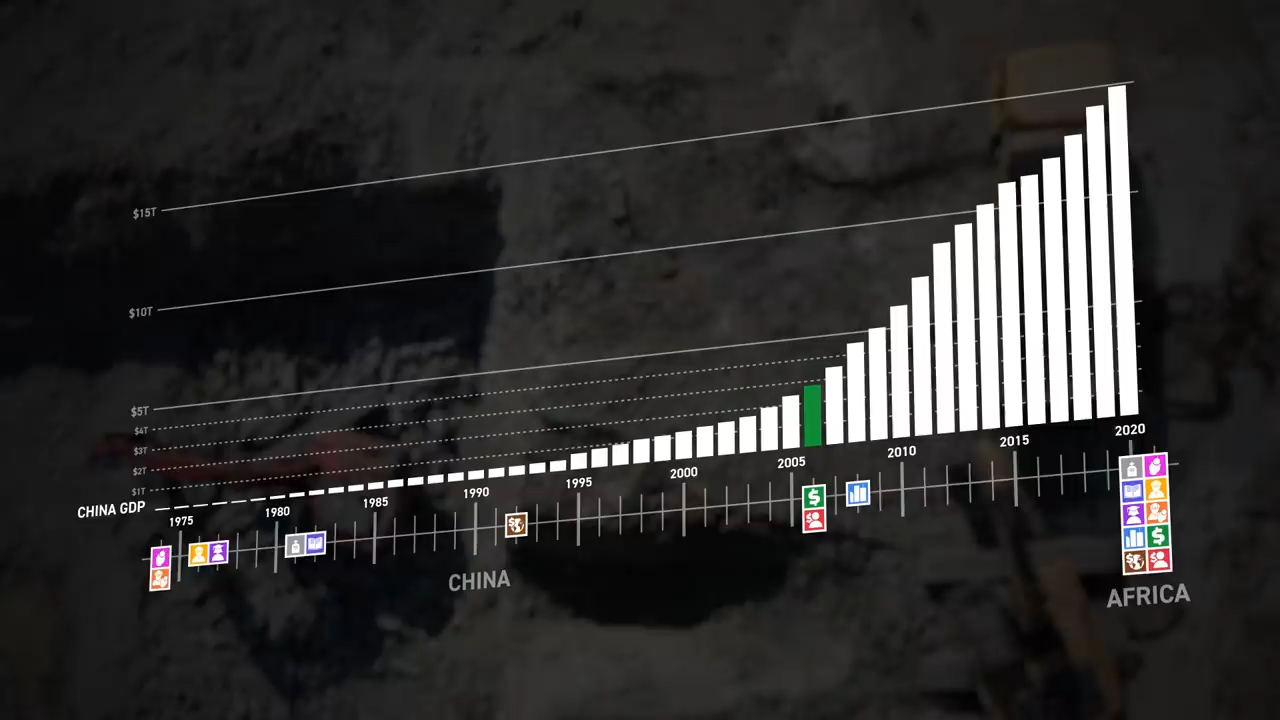 $15T
$10T
$5T
$4T
$3T
$2T
$1T
CHINA GDP
1975
1980
1985
1990
1995
2000
2005
2010
2015
2020
$
$
CHINA
AFRICA